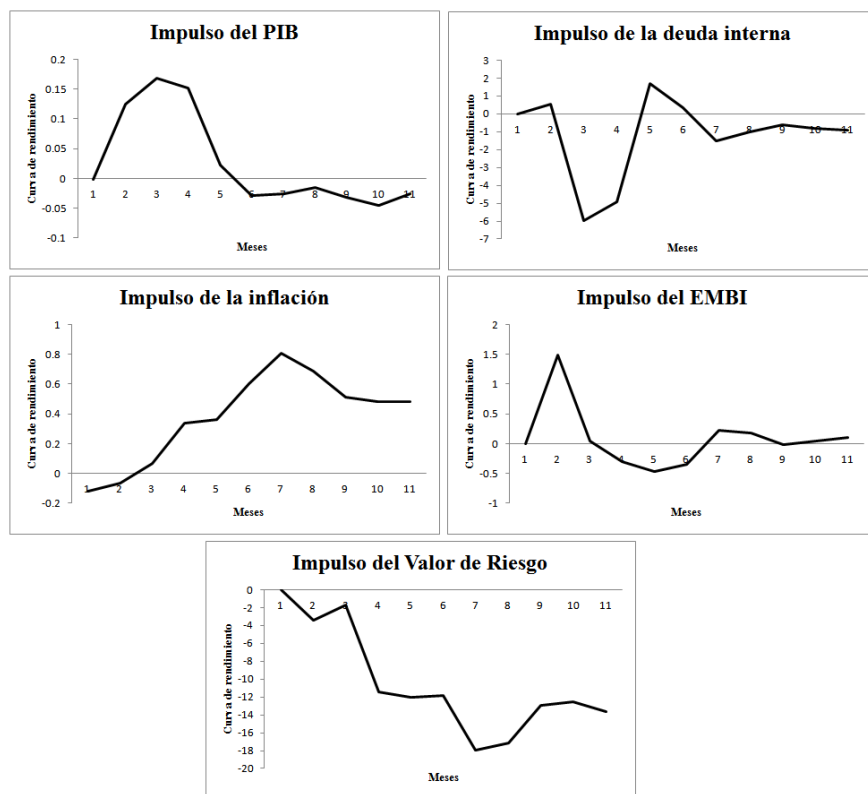 Impulso del PIB
Curva de rendimiento
0.2
0.15
0.1
0.05
0
-0.05
-0.1
1 2 3 4 5 6 7 8 9 10 11
Meses
Impulso de la deuda interna
Curva de rendimiento
3
2
1
0
-1
-2
-3
-4
-5
-6
-7
1 2 3 4 5 6 7 8 9 10 11
Meses
Impulso de la inflación
Curva de rendimiento
1
0.8
0.6
0.4
0.2
0
-0.2
1 2 3 4 5 6 7 8 9 10 11
Meses
Impulso del EMBI
Curva de rendimiento
2
1.5
1
0.5
0
-0.5
-1
1 2 3 4 5 6 7 8 9 10 11
Meses
Impulso del Valor de Riesgo
Curva de rendimiento
0
-2
-4
-6
-8
-10
-12
-14
-16
-18
-20
1 2 3 4 5 6 7 8 9 10 11
Meses